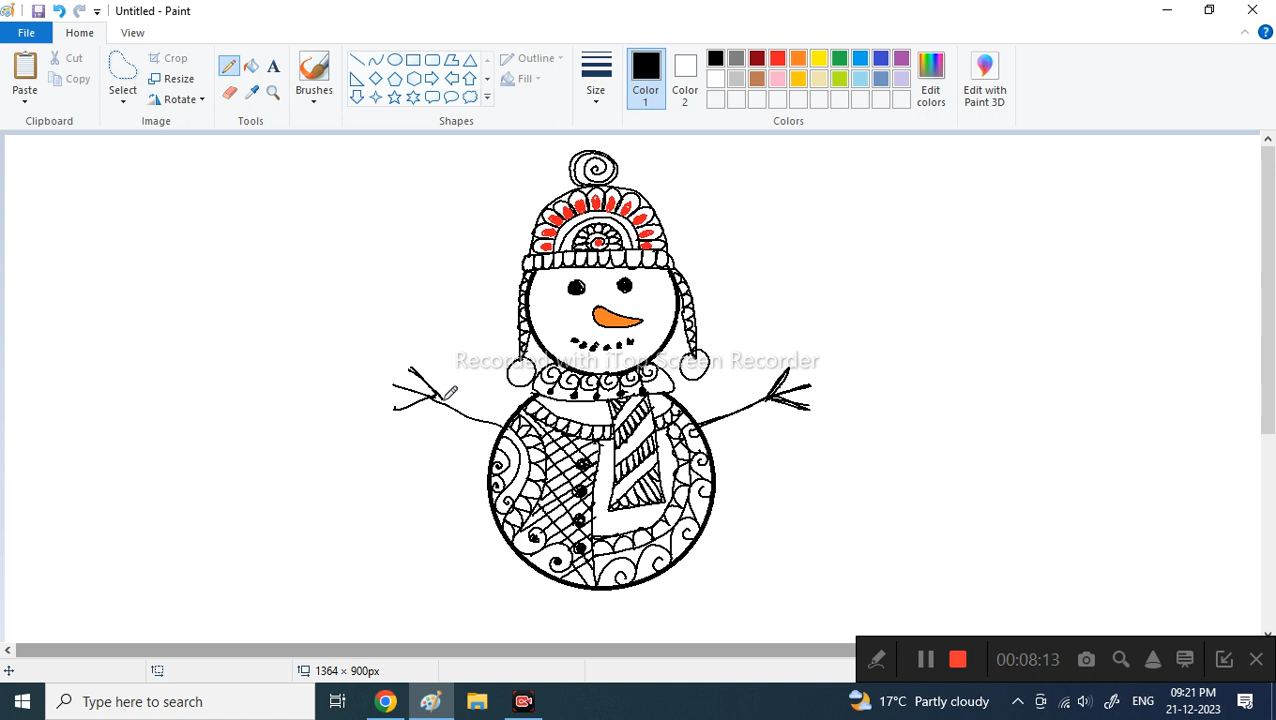 Untitled - Paint
File Home View
Paste
Clipboard
Cut
Copy
Select
Crop
Resize
Rotate
Image
Tools
Brushes
Outline
Fill
Shapes
Size
Color 1
Color 2
Edit colors
Colors
Edit with Paint 3D
Recorded with iTop Screen Recorder
1364 × 900px
00:08:13
Type here to search
17°C Partly cloudy
ENG
09:21 PM
21-12-2023